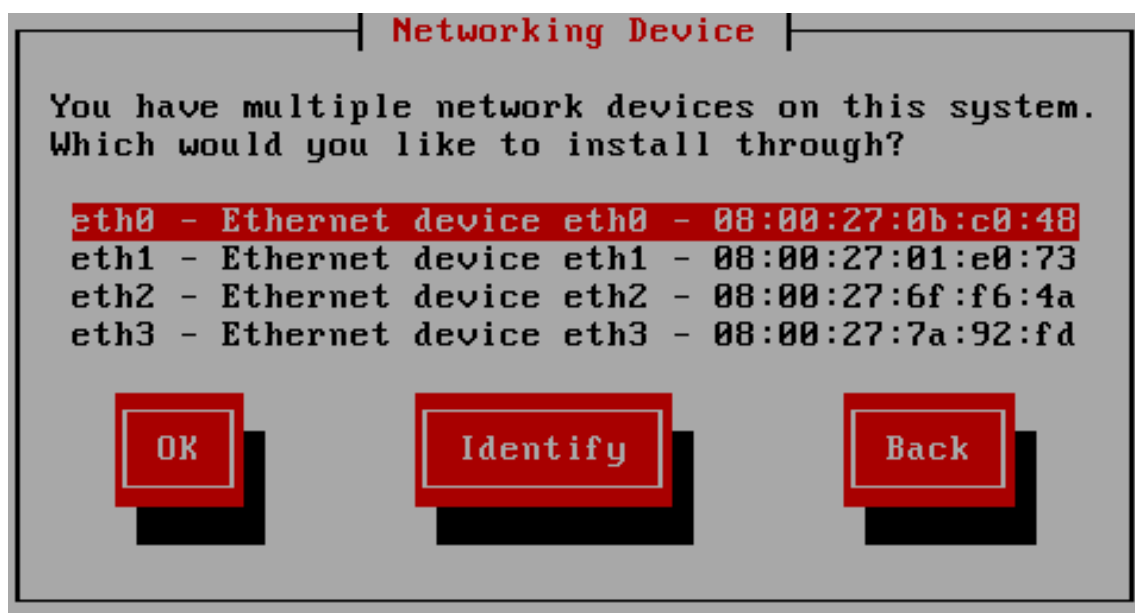 Networking Device
You have multiple network devices on this system.
Which would you like to install through?
eth0 - Ethernet device eth0 - 08:00:27:0b:c0:48
eth1 - Ethernet device eth1 - 08:00:27:01:e0:73
eth2 - Ethernet device eth2 - 08:00:27:6f:f6:4a
eth3 - Ethernet device eth3 - 08:00:27:7a:92:fd
OK Identify Back